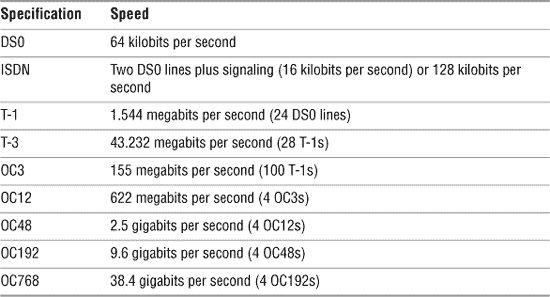 Specification Speed
DS0 64 kilobits per second
ISDN Two DS0 lines plus signaling (16 kilobits per second) or 128 kilobits per
second
T-1 1.544 megabits per second (24 DS0 lines)
T-3 43.232 megabits per second (28 T-1s)
OC3 155 megabits per second (100 T-1s)
OC12 622 megabits per second (4 OC3s)
OC48 2.5 gigabits per second (4 OC12s)
OC192 9.6 gigabits per second (4 OC48s)
OC768 38.4 gigabits per second (4 OC192s)